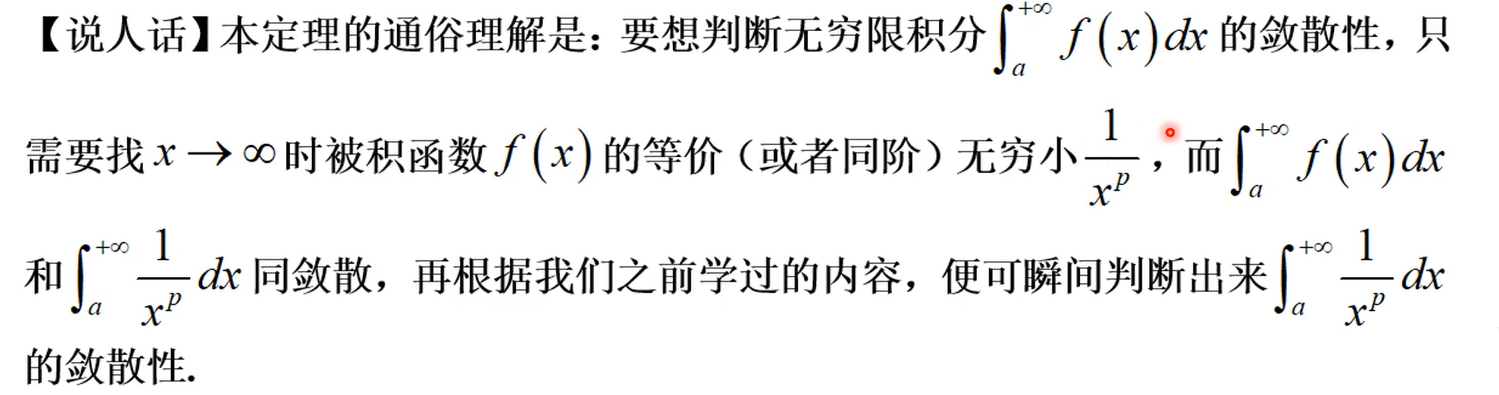 【说人话】本定理的通俗理解是：要想判断无穷限积分 $\int_{a}^{+\infty} f(x)dx$ 的敛散性，只
需要找 $x \to \infty$ 时被积函数 $f(x)$ 的等价（或者同阶）无穷小 $\frac{1}{x^p}$，而 $\int_{a}^{+\infty} f(x)dx$
和 $\int_{a}^{+\infty} \frac{1}{x^p}dx$ 同敛散，再根据我们之前学过的内容，便可瞬间判断出来 $\int_{a}^{+\infty} \frac{1}{x^p}dx$
的敛散性.